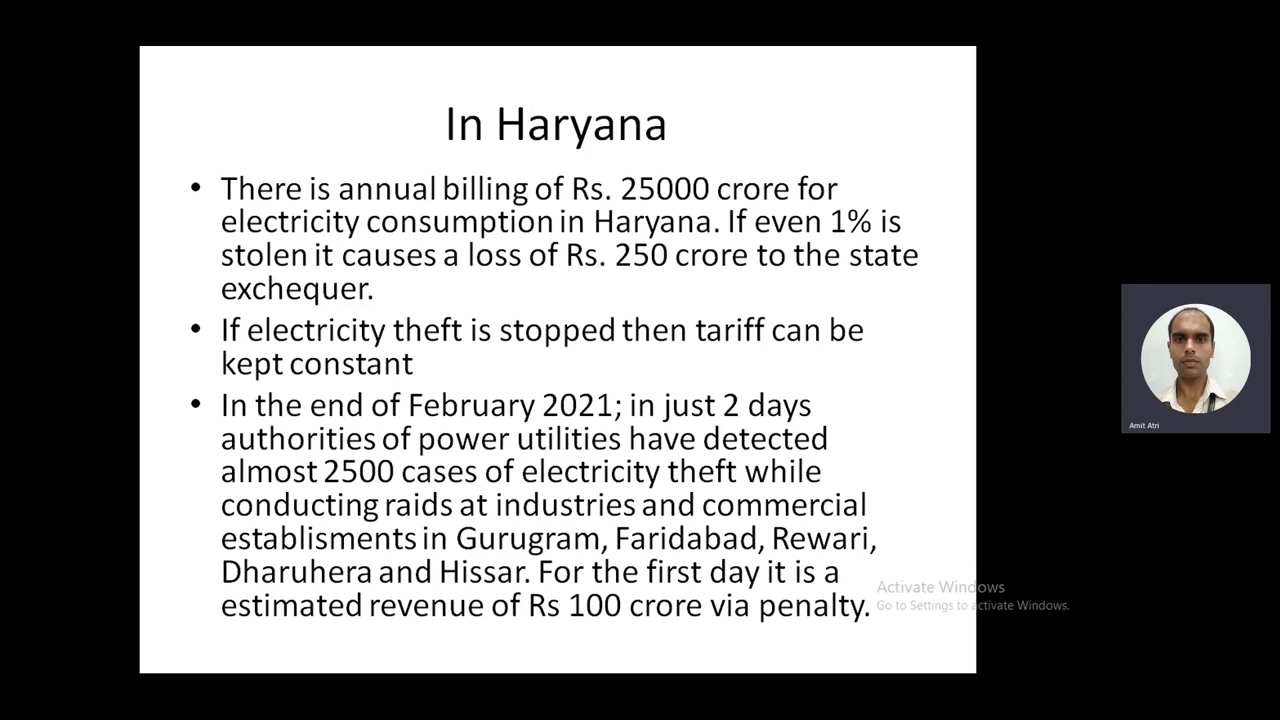 In Haryana
• There is annual billing of Rs. 25000 crore for
electricity consumption in Haryana. If even 1% is
stolen it causes a loss of Rs. 250 crore to the state
exchequer.
• If electricity theft is stopped then tariff can be
kept constant
• In the end of February 2021; in just 2 days
authorities of power utilities have detected
almost 2500 cases of electricity theft while
conducting raids at industries and commercial
establisments in Gurugram, Faridabad, Rewari,
Dharuhera and Hissar. For the first day it is a
estimated revenue of Rs 100 crore via penalty.
Activate Windows
Go to Settings to activate Windows.
Amit Atri